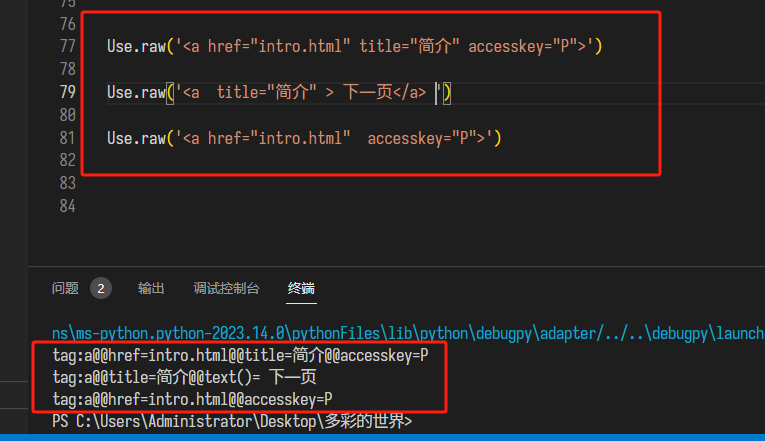 75
76
77 Use.raw('<a href="intro.html" title="简介" accesskey="P">')
78
79 Use.raw('<a  title="简介" > 下一页</a> ')
80
81 Use.raw('<a href="intro.html"  accesskey="P">')
82
83
84
问题 2 输出 调试控制台 终端
ns\ms-python.python-2023.14.0\pythonFiles\lib\python\debugpy\adapter/../..\debugpy\launch
tag:a@@href=intro.html@@title=简介@@accesskey=P
tag:a@@title=简介@@text()= 下一页
tag:a@@href=intro.html@@accesskey=P
PS C:\Users\Administrator\Desktop\多彩的世界>